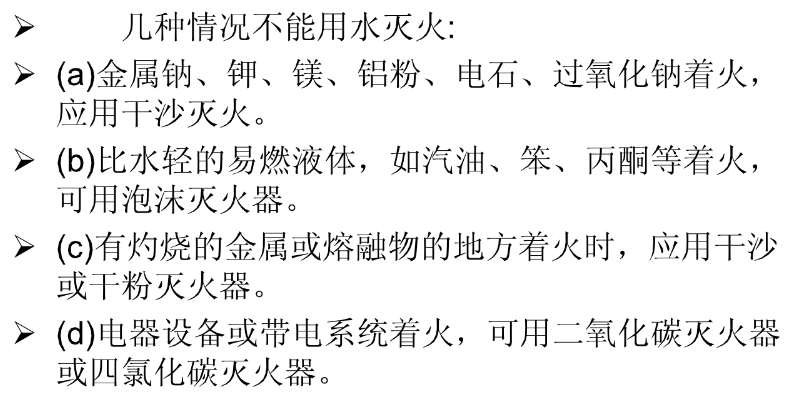 几种情况不能用水灭火:
(a)金属钠、钾、镁、铝粉、电石、过氧化钠着火，
应用干沙灭火。
(b)比水轻的易燃液体，如汽油、笨、丙酮等着火，
可用泡沫灭火器。
(c)有灼烧的金属或熔融物的地方着火时，应用干沙
或干粉灭火器。
(d)电器设备或带电系统着火，可用二氧化碳灭火器
或四氯化碳灭火器。